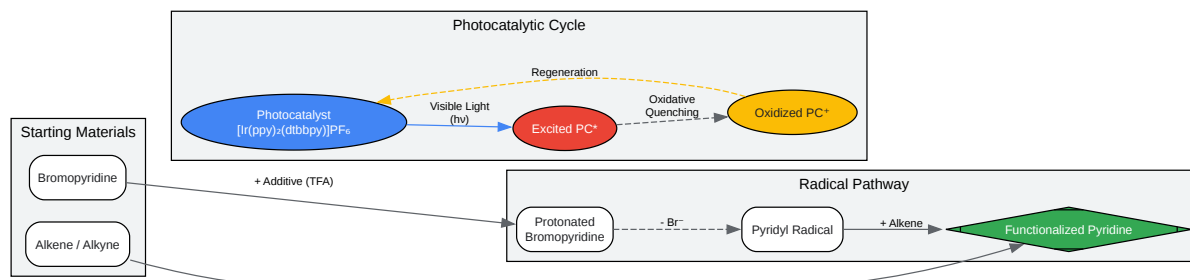 Photocatalytic Cycle
Regeneration
Photocatalyst
[Ir(ppy)₂(dtbbpy)]PF₆
Visible Light
(hν)
Excited PC*
Oxidative
Quenching
Oxidized PC⁺
Starting Materials
Bromopyridine
Alkene / Alkyne
+ Additive (TFA)
Radical Pathway
Protonated
Bromopyridine
- Br⁻
Pyridyl Radical
+ Alkene
Functionalized Pyridine